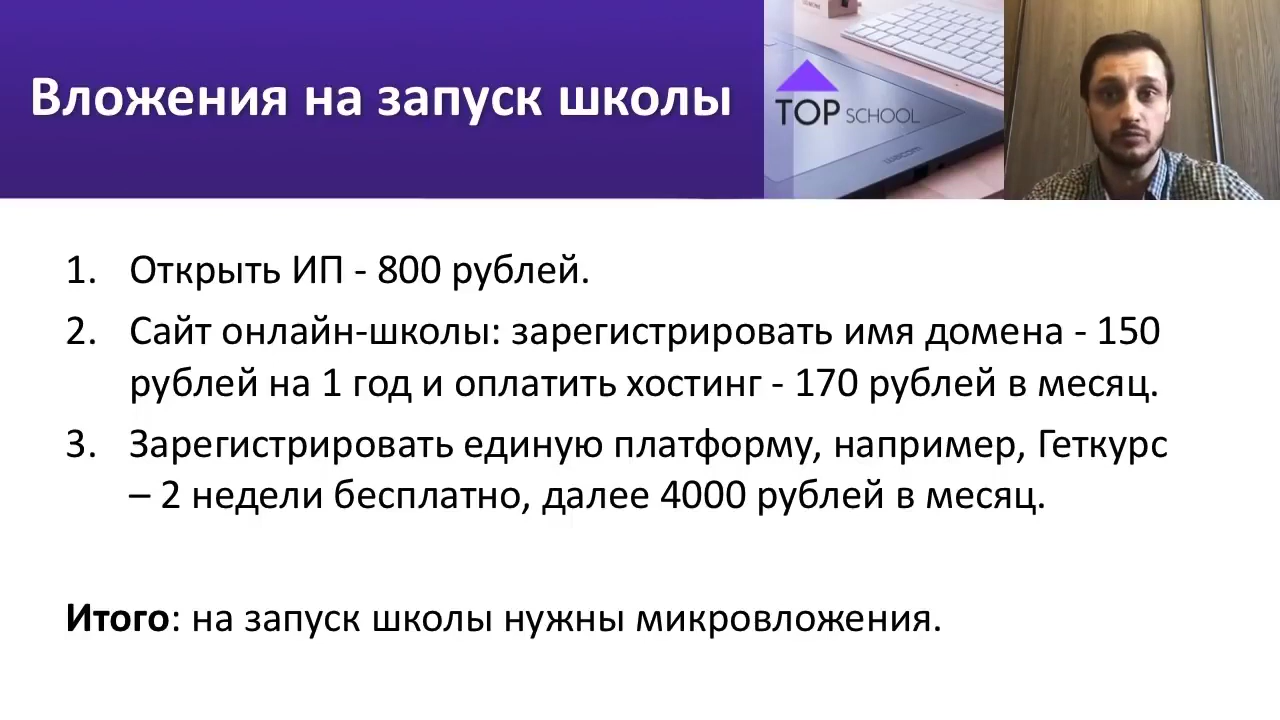 Вложения на запуск школы
TOP SCHOOL
wacom
1. Открыть ИП - 800 рублей.
2. Сайт онлайн-школы: зарегистрировать имя домена - 150
рублей на 1 год и оплатить хостинг - 170 рублей в месяц.
3. Зарегистрировать единую платформу, например, Геткурс
– 2 недели бесплатно, далее 4000 рублей в месяц.
Итого: на запуск школы нужны микровложения.